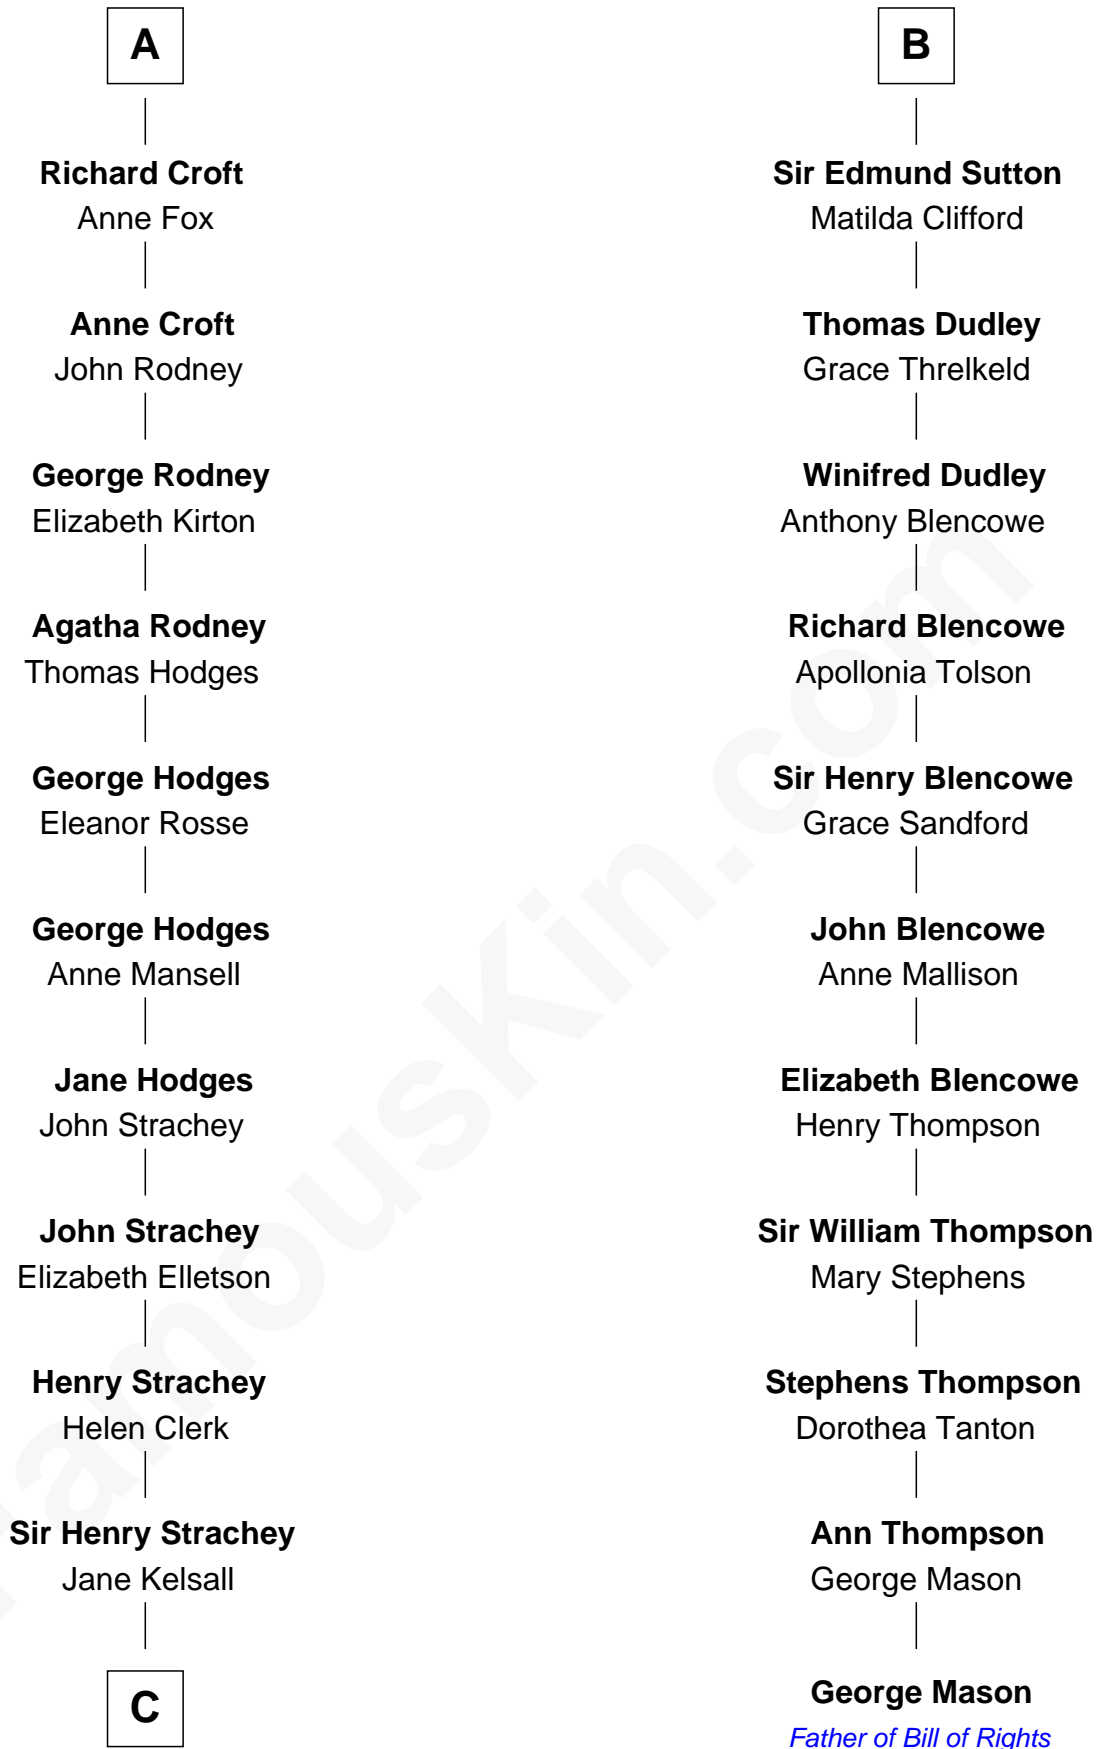 A
Richard Croft
Anne Fox
Anne Croft
John Rodney
George Rodney
Elizabeth Kirton
Agatha Rodney
Thomas Hodges
George Hodges
Eleanor Rosse
George Hodges
Anne Mansell
Jane Hodges
John Strachey
John Strachey
Elizabeth Elletson
Henry Strachey
Helen Clerk
Sir Henry Strachey
Jane Kelsall
C
B
Sir Edmund Sutton
Matilda Clifford
Thomas Dudley
Grace Threlkeld
Winifred Dudley
Anthony Blencowe
Richard Blencowe
Apollonia Tolson
Sir Henry Blencowe
Grace Sandford
John Blencowe
Anne Mallison
Elizabeth Blencowe
Henry Thompson
Sir William Thompson
Mary Stephens
Stephens Thompson
Dorothea Tanton
Ann Thompson
George Mason
George Mason
Father of Bill of Rights
FamousKin.com